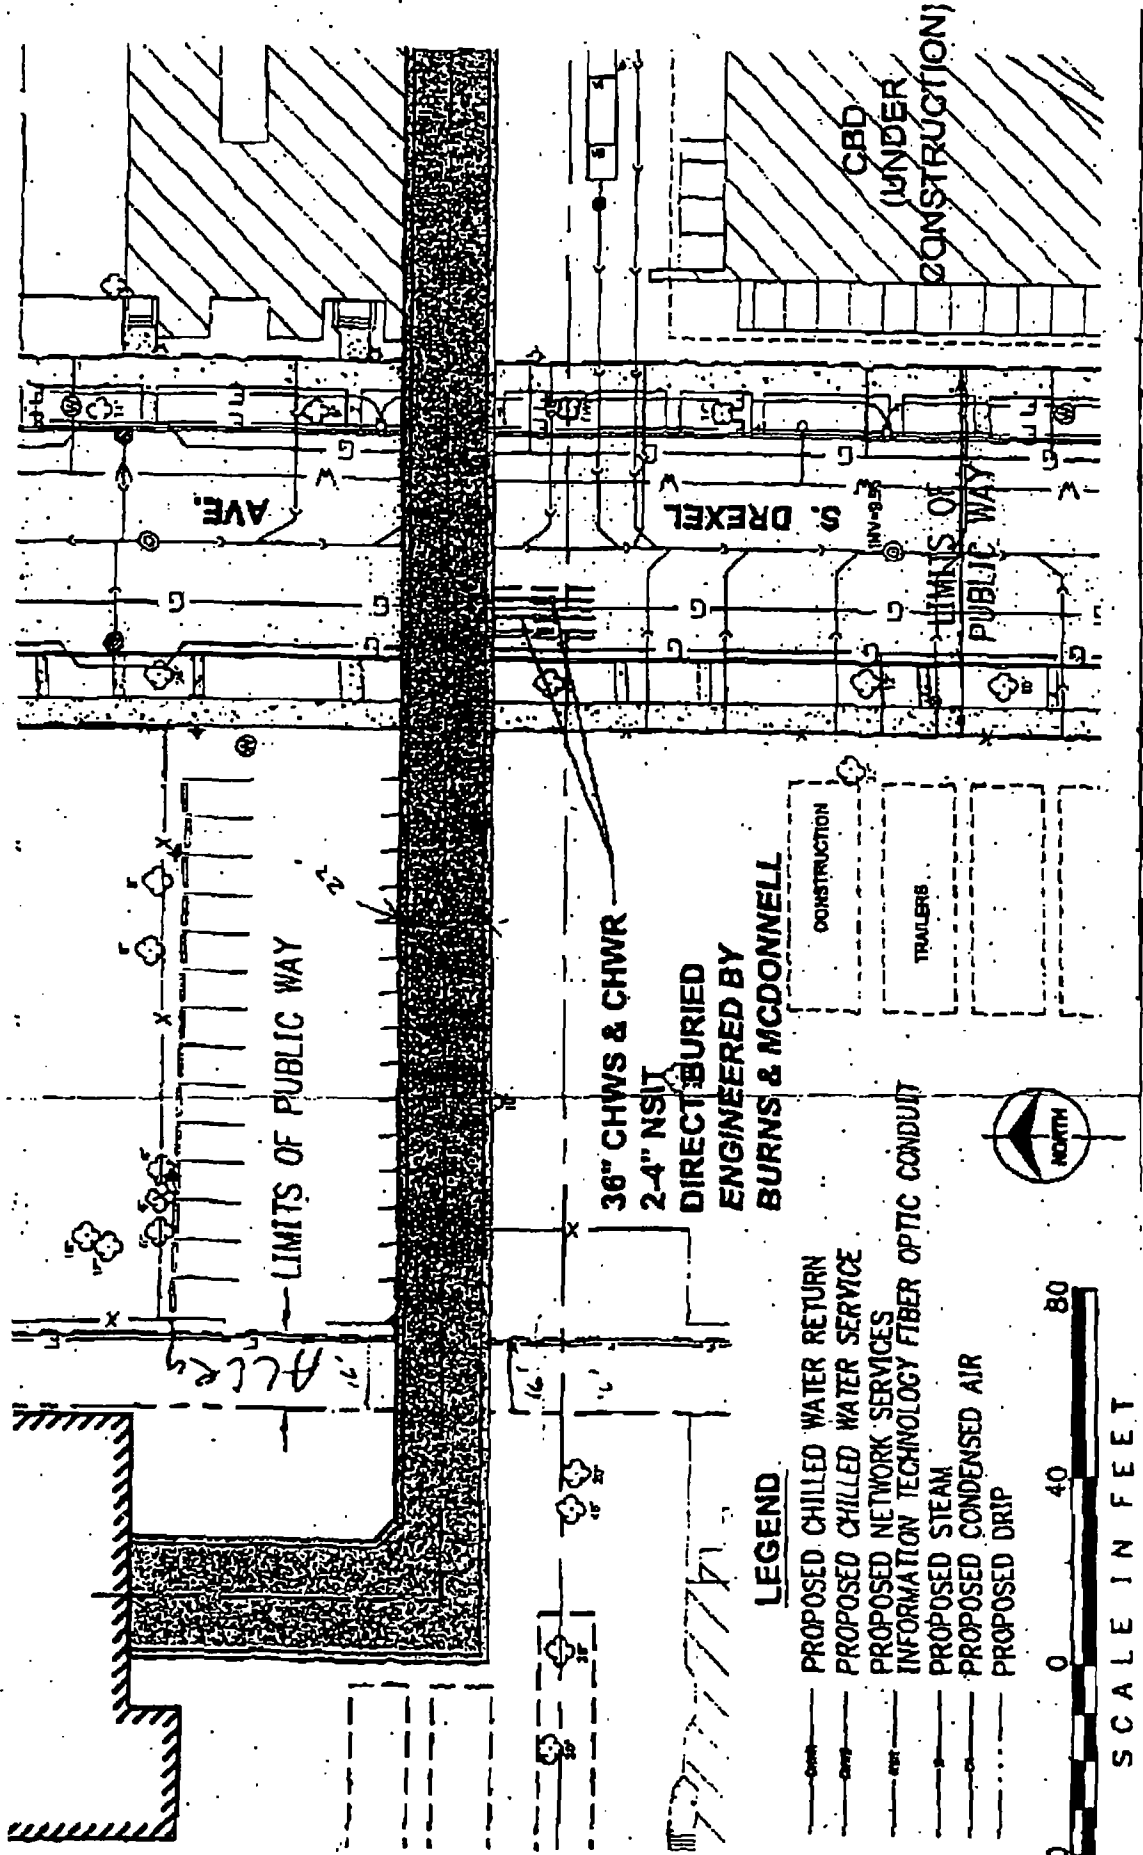 CBD
(UNDER
CONSTRUCTION)
AVE.
S. DREXEL
LIMITS OF
PUBLIC WAY
G
G
G
G
G
G
G
G
G
W
W
W
22'
LIMITS OF PUBLIC WAY
CONSTRUCTION
TRAILERS
36" CHWS & CHWR
2-4" NSIT
DIRECT BURIED
ENGINEERED BY
BURNS & MCDONNELL
NORTH
ALLEY
16'
16'
LEGEND
PROPOSED CHILLED WATER RETURN
PROPOSED CHILLED WATER SERVICE
PROPOSED NETWORK SERVICES
INFORMATION TECHNOLOGY FIBER OPTIC CONDUIT
PROPOSED STEAM
PROPOSED CONDENSED AIR
PROPOSED DRIP
0 40 80
SCALE IN FEET